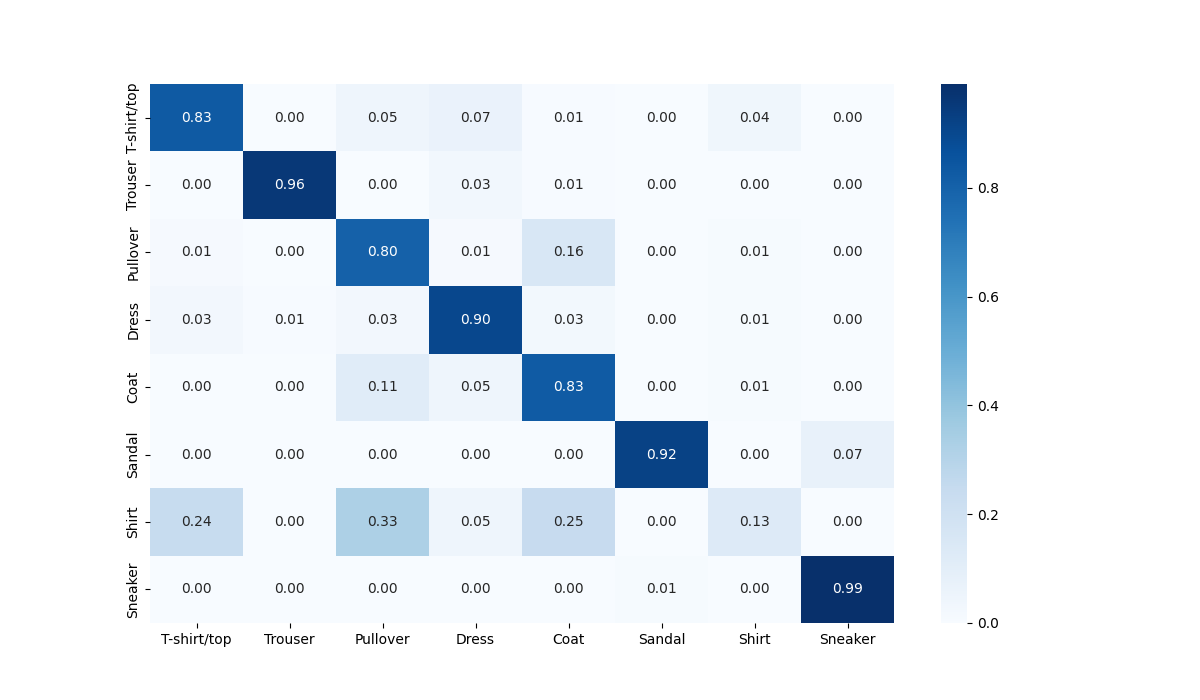 T-shirt/top 0.83 0.00 0.05 0.07 0.01 0.00 0.04 0.00
Trouser 0.00 0.96 0.00 0.03 0.01 0.00 0.00 0.00
0.8
Pullover 0.01 0.00 0.80 0.01 0.16 0.00 0.01 0.00
0.6
Dress 0.03 0.01 0.03 0.90 0.03 0.00 0.01 0.00
Coat 0.00 0.00 0.11 0.05 0.83 0.00 0.01 0.00
0.4
Sandal 0.00 0.00 0.00 0.00 0.00 0.92 0.00 0.07
0.2
Shirt 0.24 0.00 0.33 0.05 0.25 0.00 0.13 0.00
Sneaker 0.00 0.00 0.00 0.00 0.00 0.01 0.00 0.99
0.0
T-shirt/top Trouser Pullover Dress Coat Sandal Shirt Sneaker